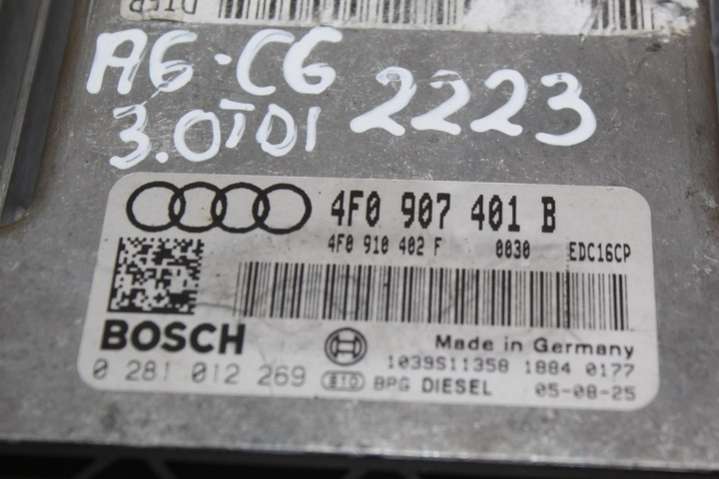 A6·C6 2223
3.0TDI
4F0 907 401 B
4F0 910 402 F 0030 EDC16CP
BOSCH
Made in Germany
1039S11358 1884 0177
0 281 012 269 BPG DIESEL 05-08-25